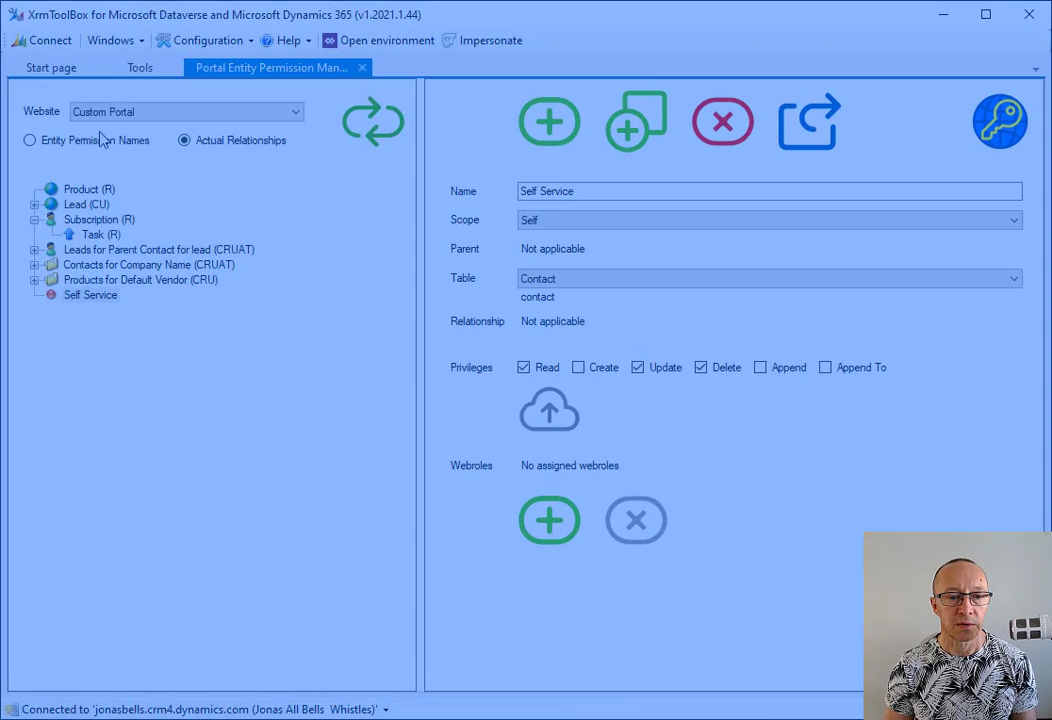 XrmToolBox for Microsoft Dataverse and Microsoft Dynamics 365 (v1.2021.1.44)
Connect Windows Configuration Help Open environment Impersonate
Start page Tools Portal Entity Permission Man...
Website Custom Portal
Entity Permission Names Actual Relationships
Product (R)
Lead (CU)
Subscription (R)
Task (R)
Leads for Parent Contact for lead (CRUAT)
Contacts for Company Name (CRUAT)
Products for Default Vendor (CRU)
Self Service
Name Self Service
Scope Self
Parent Not applicable
Table Contact
contact
Relationship Not applicable
Privileges Read Create Update Delete Append Append To
Webroles No assigned webroles
Connected to 'jonasbells.crm4.dynamics.com (Jonas All Bells Whistles)'